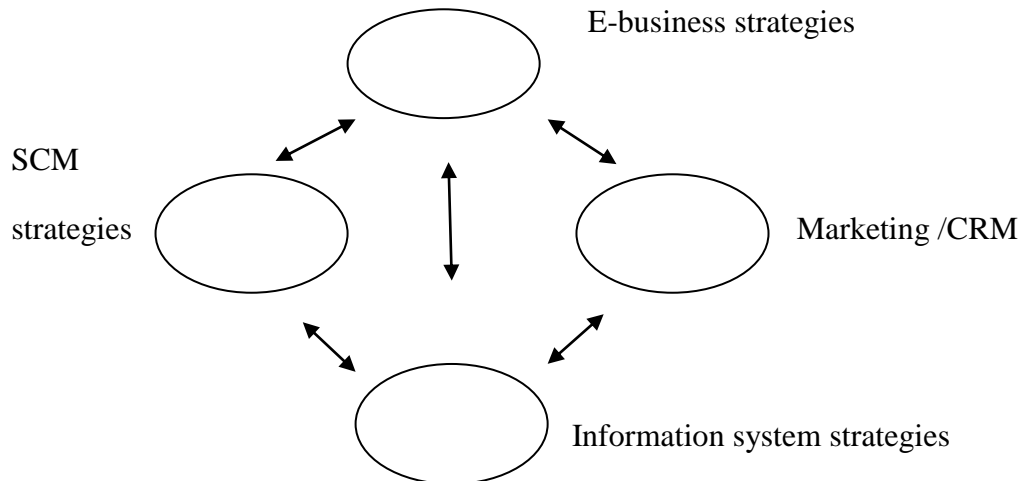 E-business strategies
SCM
strategies
Marketing /CRM
Information system strategies